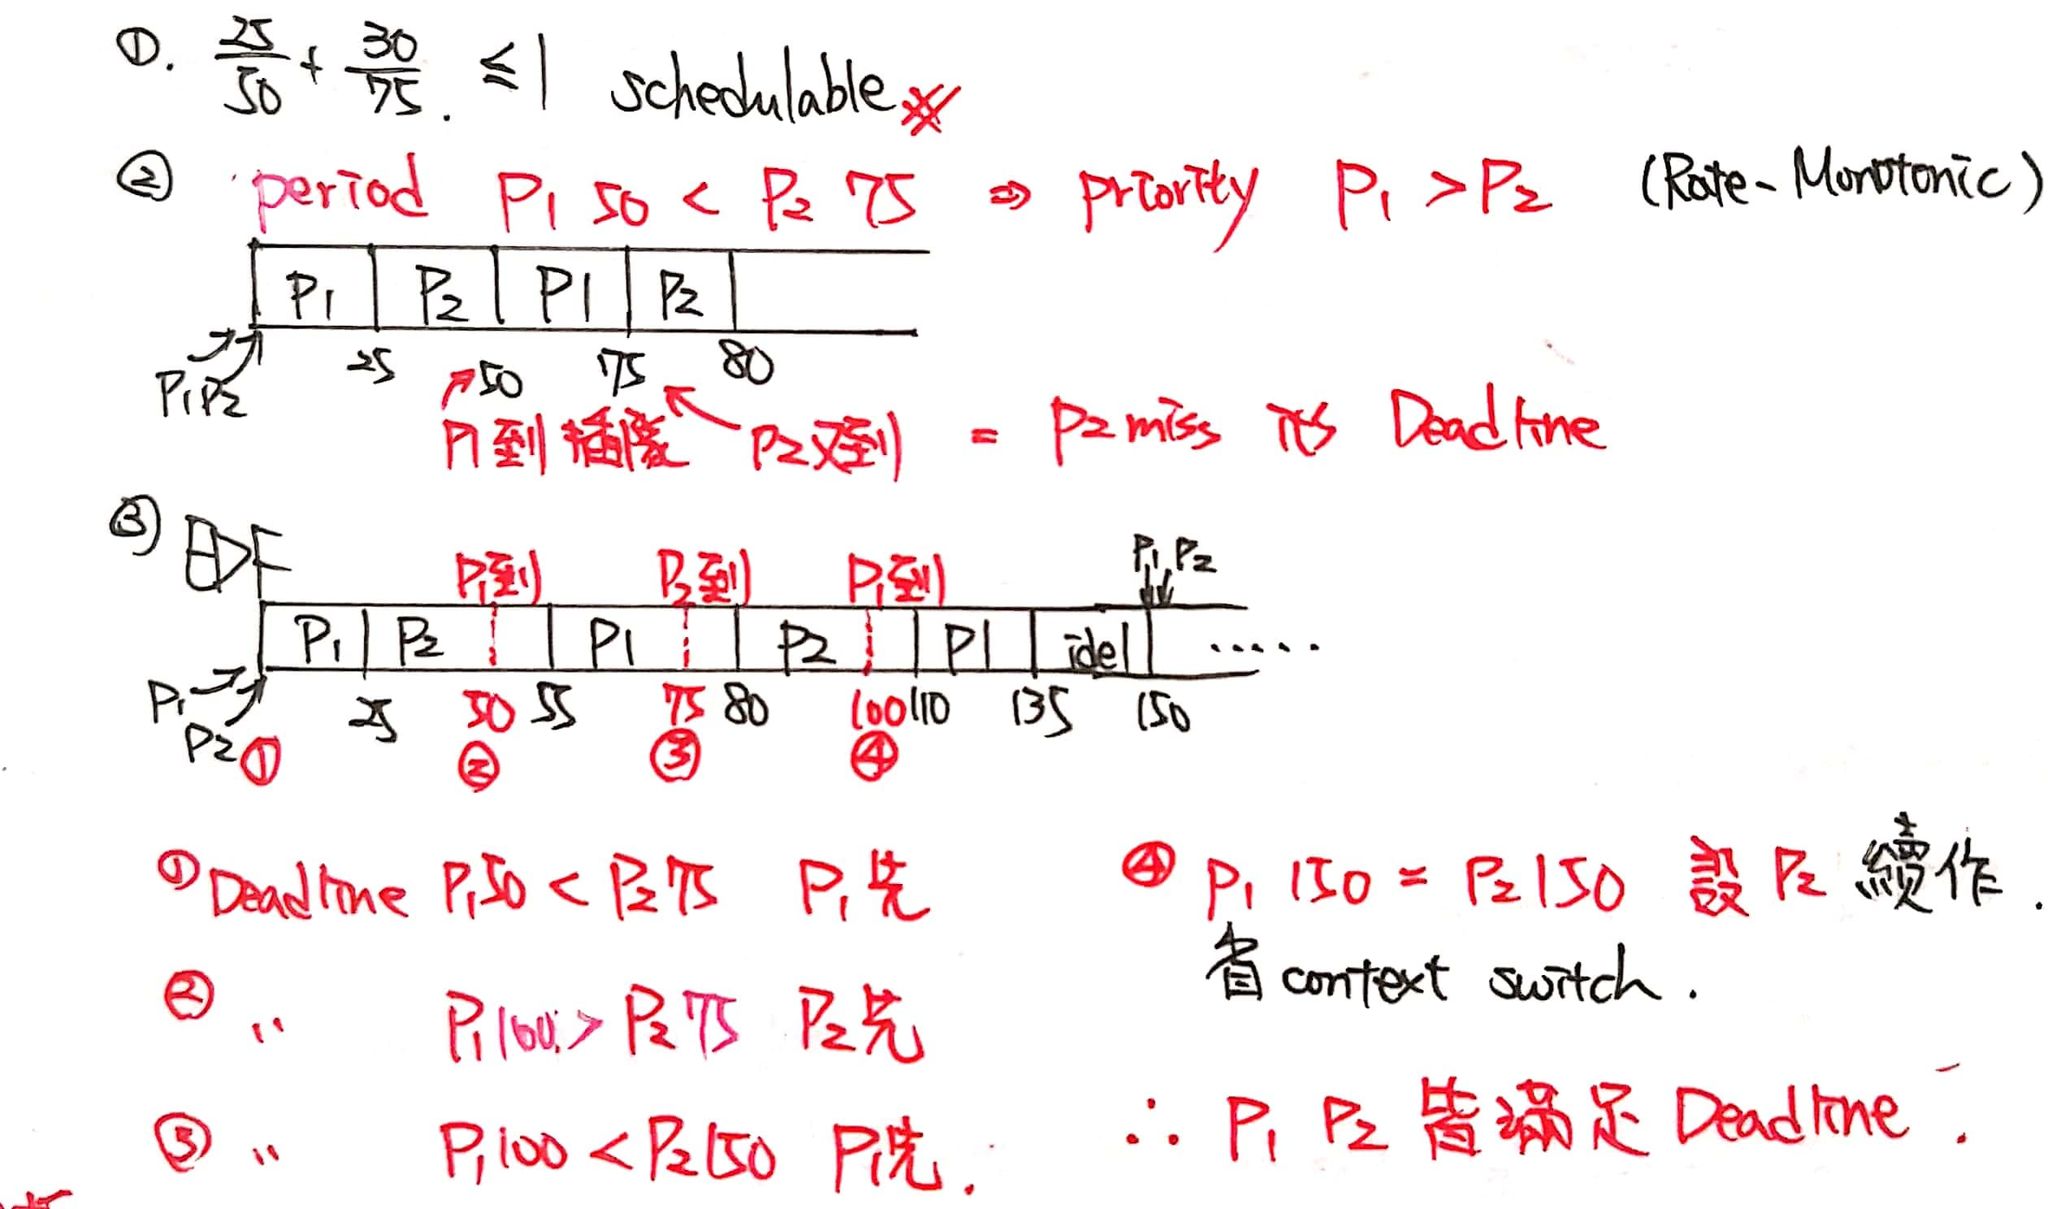 ①. 25/50 + 30/75. ≤ 1 schedulable ※
② period P1 50 < P2 75 ⇒ priority P1 > P2 (Rate-Monotonic)
P1 P2 P1 P2
P1 P2 25 50 75 80
P1到 插隊 P2又到 = P2 miss its Deadline
③ EDF
P1到 P2到 P1到 P1 P2
P1 P2 P1 P2 P1 idel ......
P1 P2 25 50 55 75 80 100 110 135 150
① ② ③ ④
① Deadline P1 50 < P2 75 P1先
② " P1 100 > P2 75 P2先
③ " P1 100 < P2 150 P1先.
④ P1 150 = P2 150 設 P2 續作.
省 context switch.
∴ P1 P2 皆滿足 Deadline.